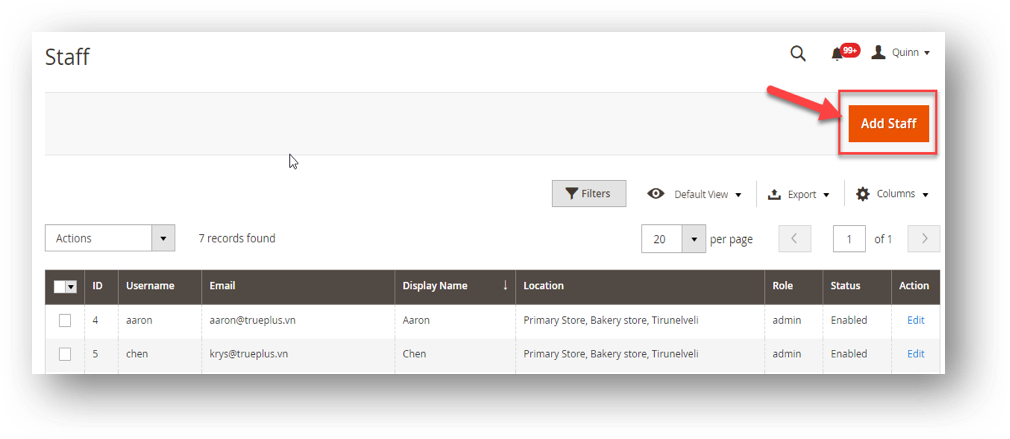 Staff
99+ Quinn
Add Staff
Filters Default View Export Columns
Actions 7 records found 20 per page 1 of 1
ID Username Email Display Name ↓ Location Role Status Action
4 aaron aaron@trueplus.vn Aaron Primary Store, Bakery store, Tirunelveli admin Enabled Edit
5 chen krys@trueplus.vn Chen Primary Store, Bakery store, Tirunelveli admin Enabled Edit